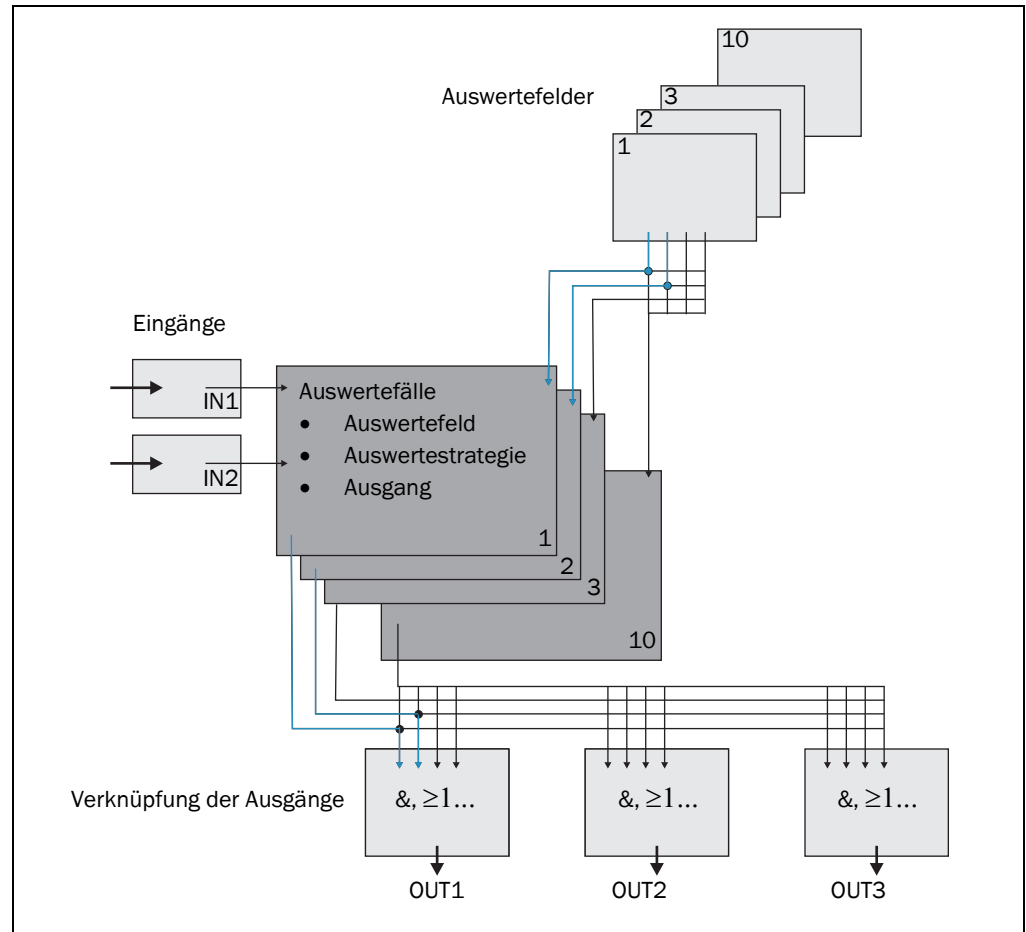 10
Auswertefelder
3
2
1
Eingänge
IN1
IN2
Auswertefälle
• Auswertefeld
• Auswertestrategie
• Ausgang
1
2
3
10
Verknüpfung der Ausgänge
&, ≥1...
&, ≥1...
&, ≥1...
OUT1
OUT2
OUT3